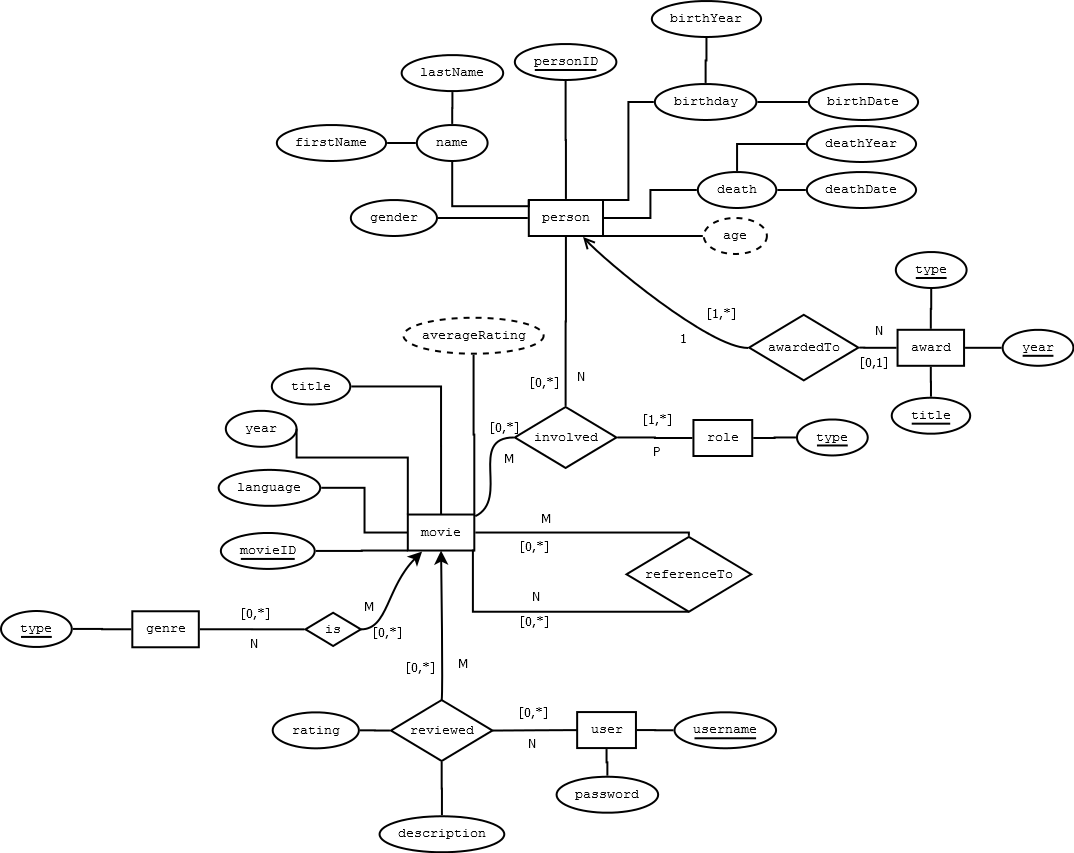 birthYear
personID
lastName
birthday
birthDate
firstName
name
deathYear
death
deathDate
gender
person
age
type
[1,*]
averageRating
N
1
awardedTo
award
year
[0,1]
title
[0,*]
N
title
[1,*]
[0,*]
year
involved
role
type
M
P
language
M
movie
[0,*]
movieID
referenceTo
N
M
[0,*]
[0,*]
type
genre
is
[0,*]
N
[0,*]
M
[0,*]
rating
reviewed
user
username
N
password
description